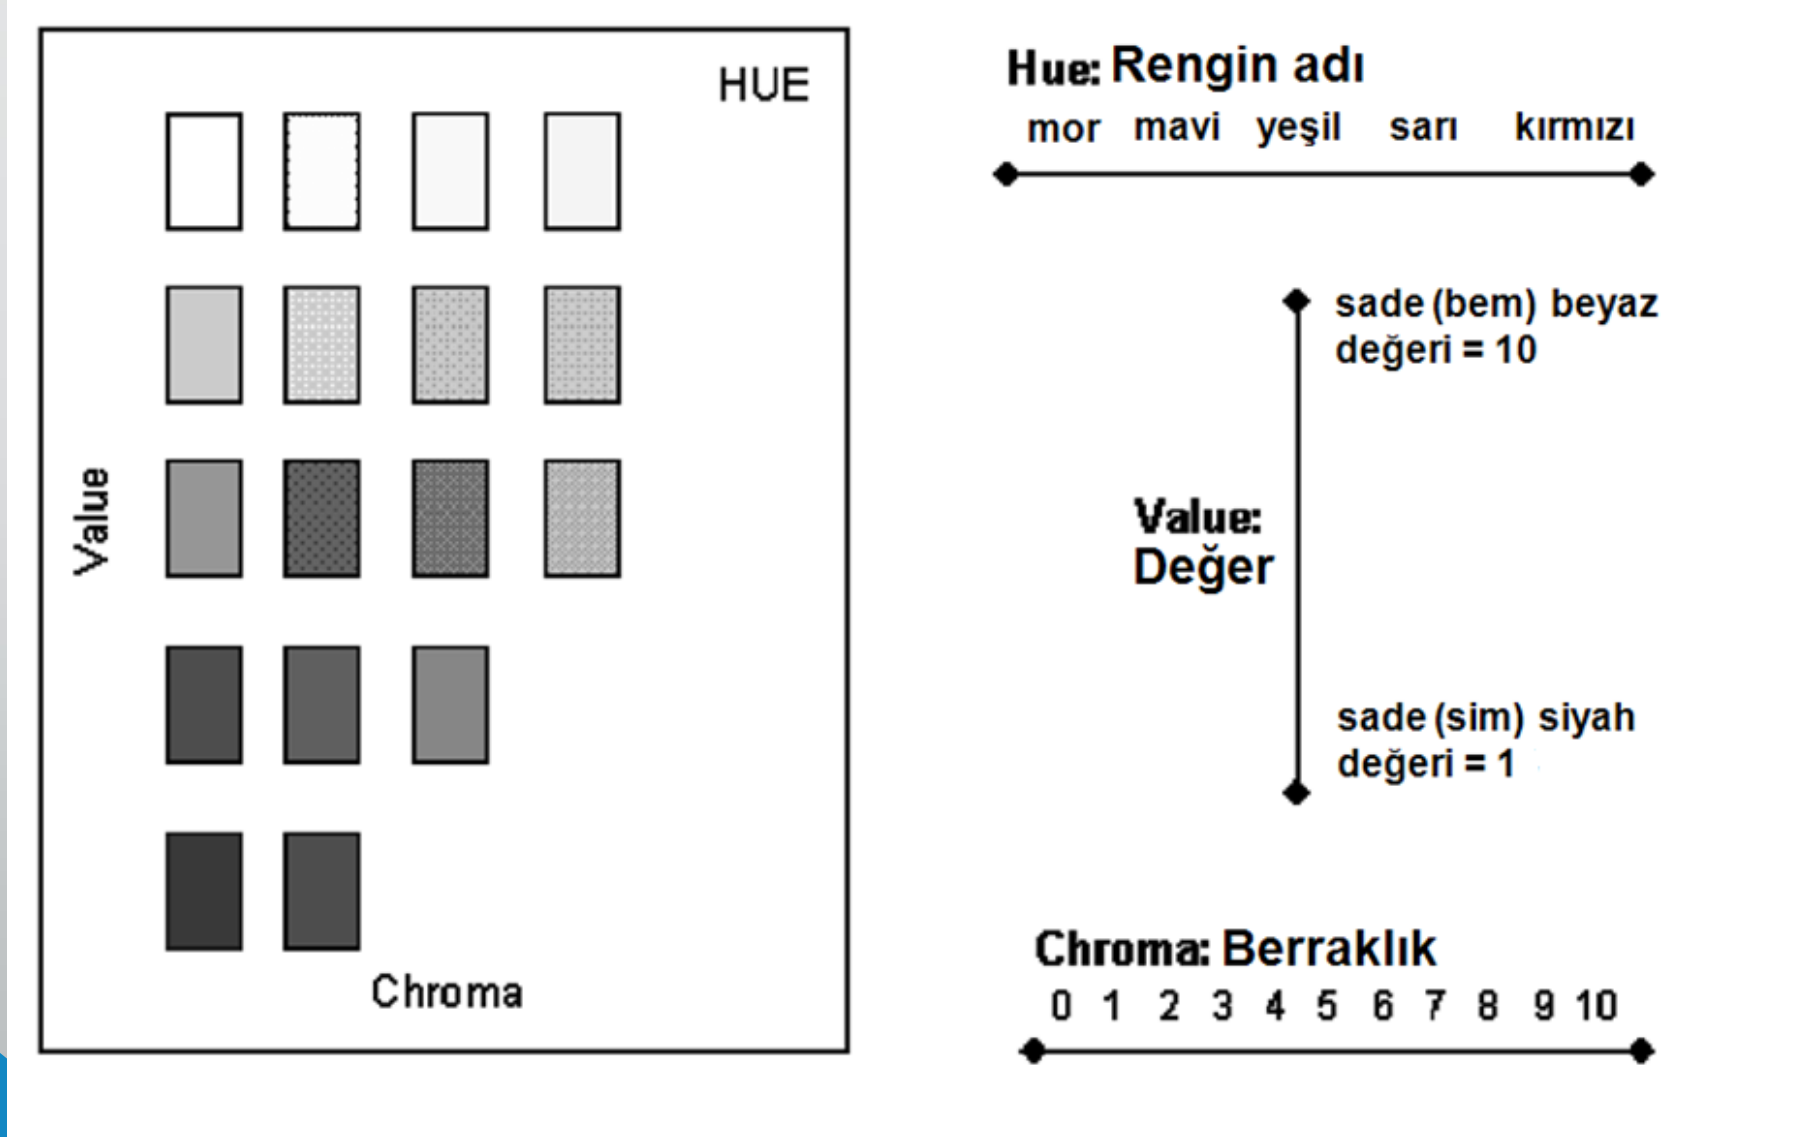 HUE
Value
Chroma
Hue: Rengin adı
mor mavi yeşil sarı kırmızı
sade (bem) beyaz
değeri = 10
Value:
Değer
sade (sim) siyah
değeri = 1
Chroma: Berraklık
0 1 2 3 4 5 6 7 8 9 10